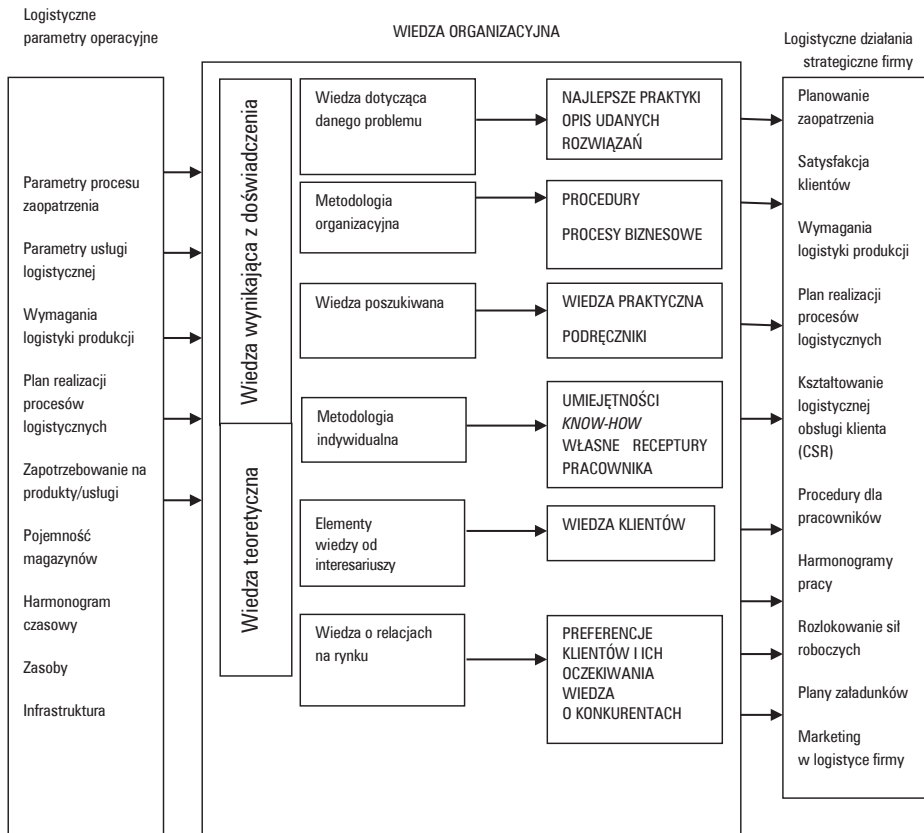 Logistyczne
parametry operacyjne
Parametry procesu
zaopatrzenia
Parametry usługi
logistycznej
Wymagania
logistyki produkcji
Plan realizacji
procesów
logistycznych
Zapotrzebowanie na
produkty/usługi
Pojemność
magazynów
Harmonogram
czasowy
Zasoby
Infrastruktura
WIEDZA ORGANIZACYJNA
Wiedza wynikająca z doświadczenia
Wiedza teoretyczna
Wiedza dotycząca
danego problemu
NAJLEPSZE PRAKTYKI
OPIS UDANYCH
ROZWIĄZAŃ
Metodologia
organizacyjna
PROCEDURY
PROCESY BIZNESOWE
Wiedza poszukiwana
WIEDZA PRAKTYCZNA
PODRĘCZNIKI
Metodologia
indywidualna
UMIEJĘTNOŚCI
KNOW-HOW
WŁASNE RECEPTURY
PRACOWNIKA
Elementy
wiedzy od
interesariuszy
WIEDZA KLIENTÓW
Wiedza o relacjach
na rynku
PREFERENCJE
KLIENTÓW I ICH
OCZEKIWANIA
WIEDZA
O KONKURENTACH
Logistyczne działania
strategiczne firmy
Planowanie
zaopatrzenia
Satysfakcja
klientów
Wymagania
logistyki produkcji
Plan realizacji
procesów
logistycznych
Kształtowanie
logistycznej
obsługi klienta
(CSR)
Procedury dla
pracowników
Harmonogramy
pracy
Rozlokowanie sił
roboczych
Plany załadunków
Marketing
w logistyce firmy